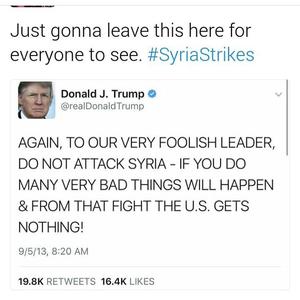 Just gonna leave this here for
everyone to see. #SyriaStrikes
Donald J. Trump
@realDonaldTrump
AGAIN, TO OUR VERY FOOLISH LEADER,
DO NOT ATTACK SYRIA - IF YOU DO
MANY VERY BAD THINGS WILL HAPPEN
& FROM THAT FIGHT THE U.S. GETS
NOTHING!
9/5/13, 8:20 AM
19.8K RETWEETS 16.4K LIKES